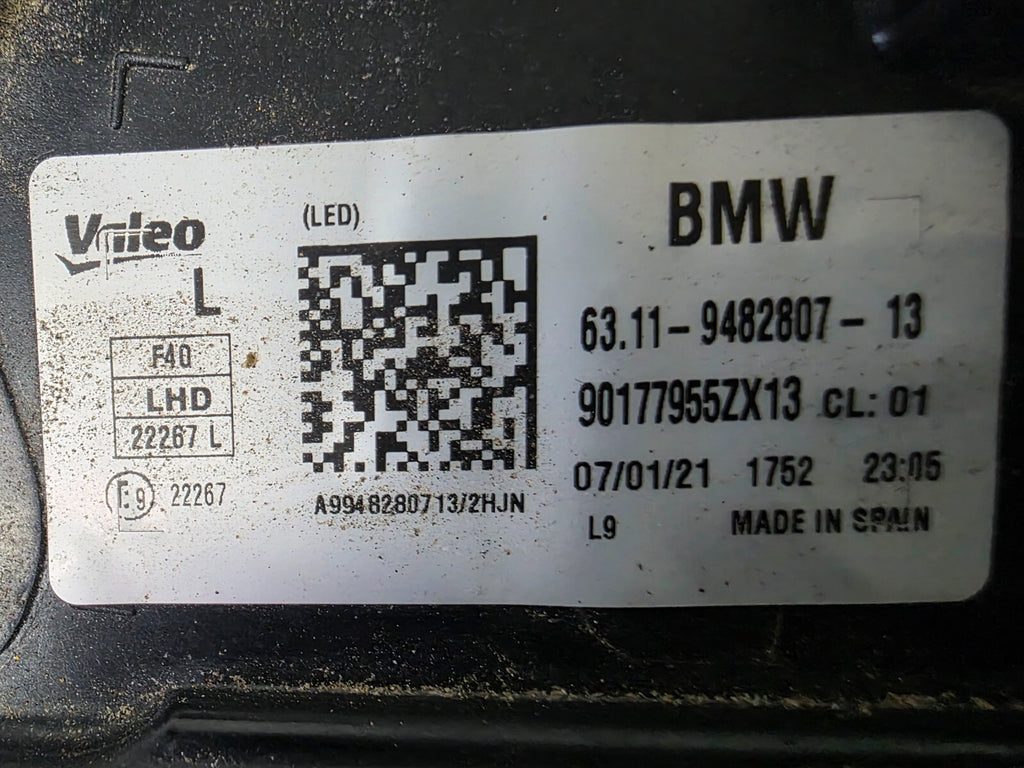 Valeo
L
(LED)
BMW
F40
LHD
22267 L
E9 22267
A9948280713/2HJN
63.11-9482807-13
90177955ZX13 CL: 01
07/01/21 1752 23:05
L9 MADE IN SPAIN